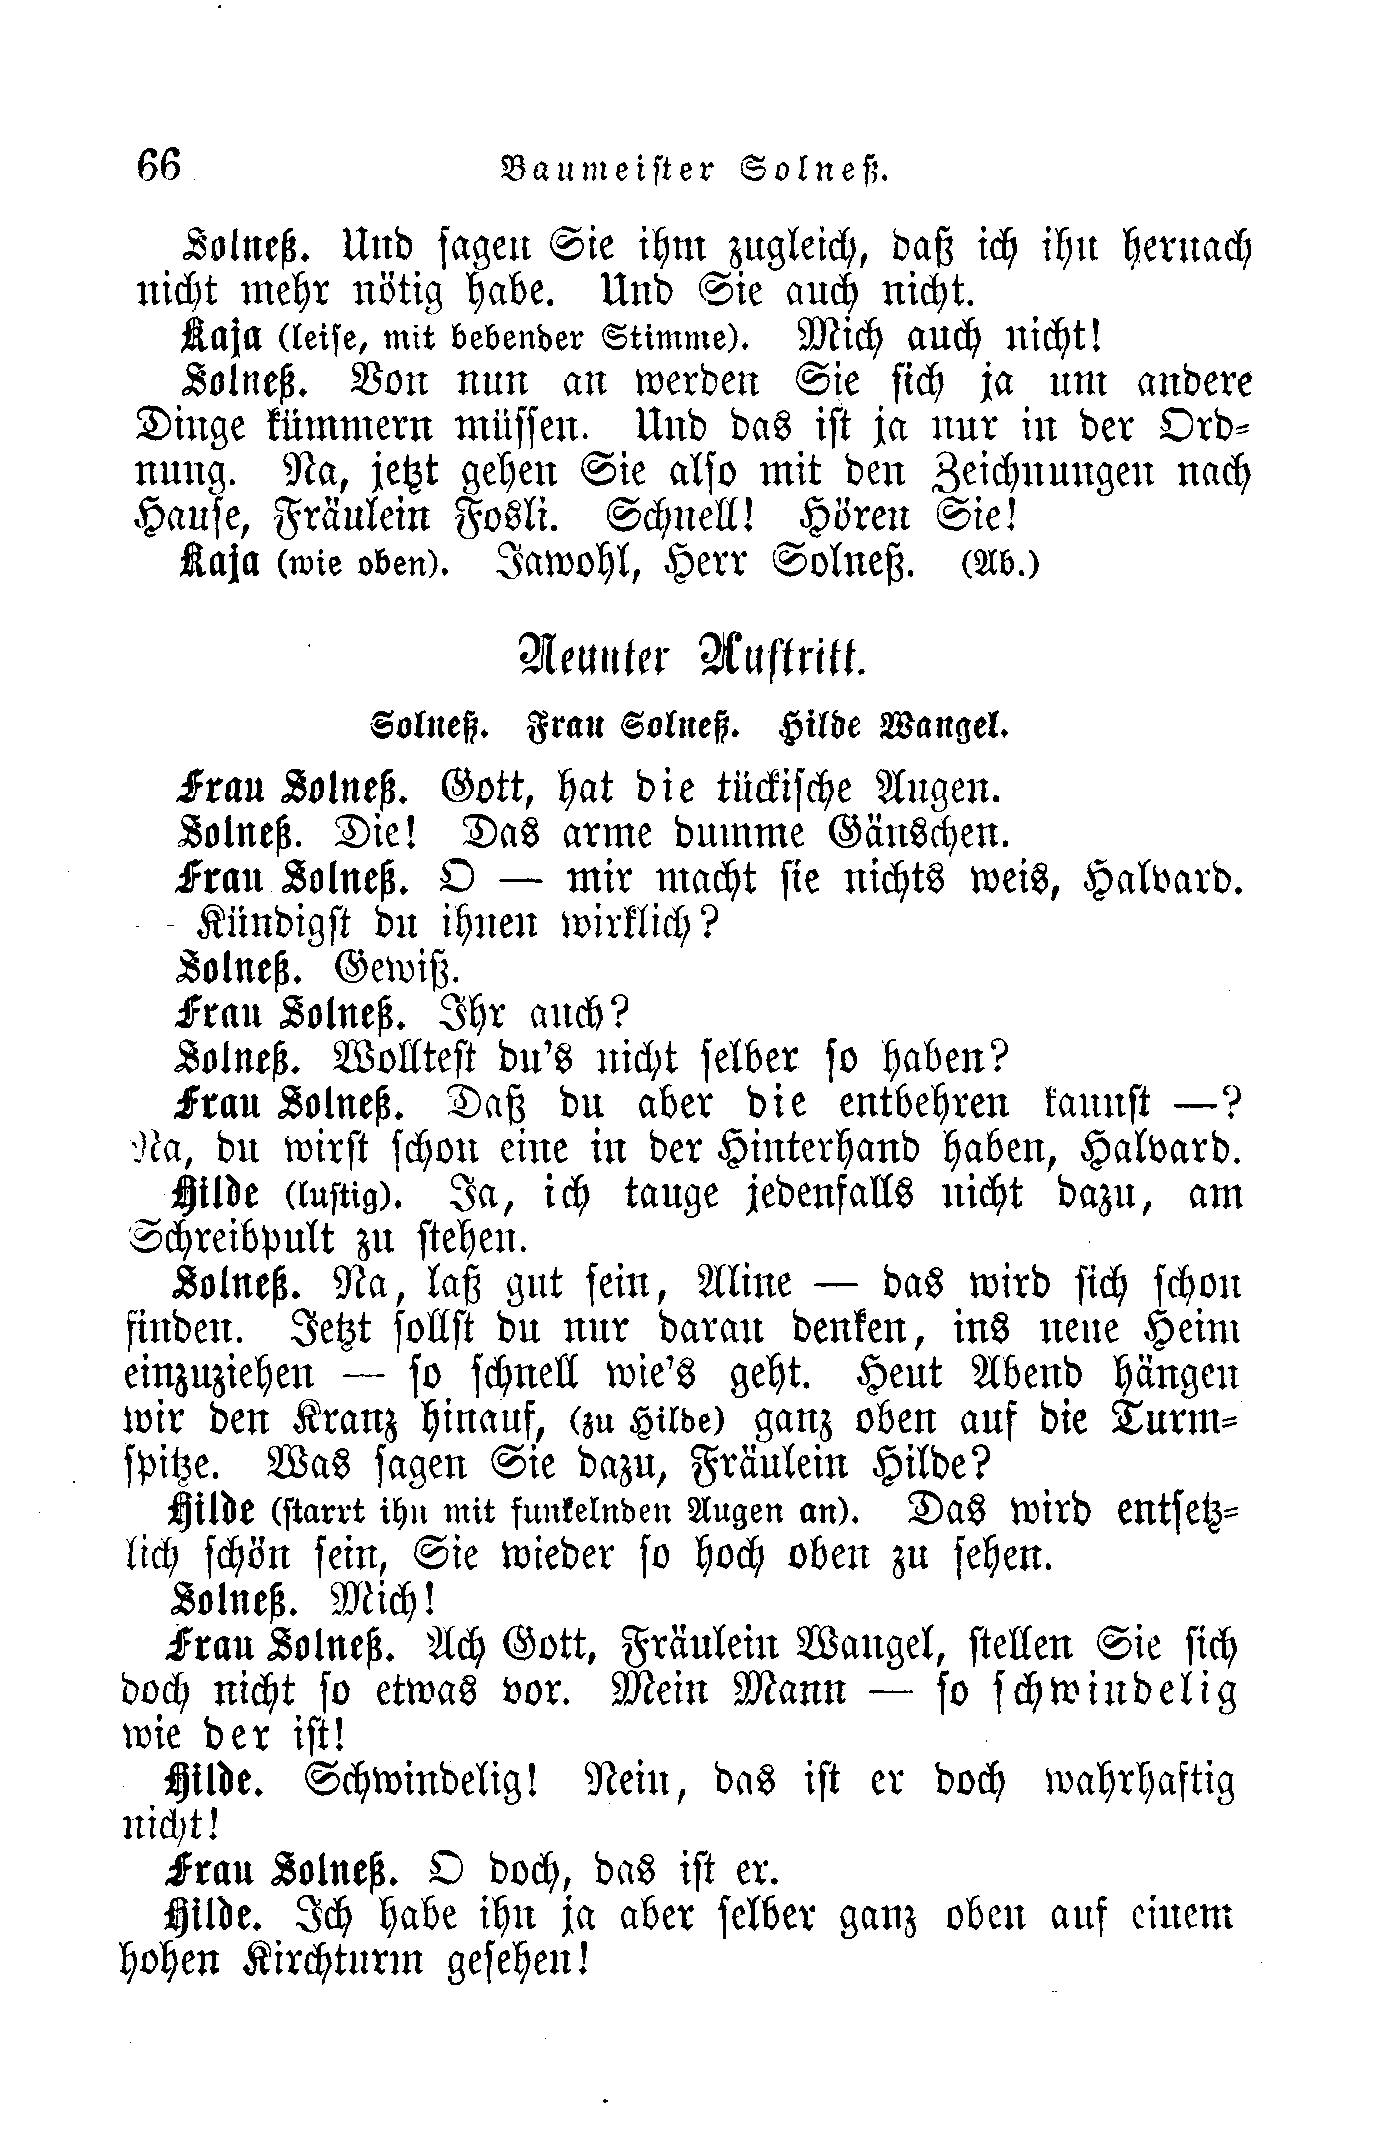 66 Baumeister Solneß.
Solneß. Und sagen Sie ihm zugleich, daß ich ihn hernach
nicht mehr nötig habe. Und Sie auch nicht.
Kaja (leise, mit bebender Stimme). Mich auch nicht!
Solneß. Von nun an werden Sie sich ja um andere
Dinge kümmern müssen. Und das ist ja nur in der Ord-
nung. Na, jetzt gehen Sie also mit den Zeichnungen nach
Hause, Fräulein Fosli. Schnell! Hören Sie!
Kaja (wie oben). Jawohl, Herr Solneß. (Ab.)
Neunter Auftritt.
Solneß. Frau Solneß. Hilde Wangel.
Frau Solneß. Gott, hat die tückische Augen.
Solneß. Die! Das arme dumme Gänschen.
Frau Solneß. O — mir macht sie nichts weis, Halvard.
Kündigst du ihnen wirklich?
Solneß. Gewiß.
Frau Solneß. Ihr auch?
Solneß. Wolltest du's nicht selber so haben?
Frau Solneß. Daß du aber die entbehren kannst —?
Na, du wirst schon eine in der Hinterhand haben, Halvard.
Hilde (lustig). Ja, ich tauge jedenfalls nicht dazu, am
Schreibpult zu stehen.
Solneß. Na, laß gut sein, Aline — das wird sich schon
finden. Jetzt sollst du nur daran denken, ins neue Heim
einzuziehen — so schnell wie's geht. Heut Abend hängen
wir den Kranz hinauf, (zu Hilde) ganz oben auf die Turm-
spitze. Was sagen Sie dazu, Fräulein Hilde?
Hilde (starrt ihn mit funkelnden Augen an). Das wird entsetz-
lich schön sein, Sie wieder so hoch oben zu sehen.
Solneß. Mich!
Frau Solneß. Ach Gott, Fräulein Wangel, stellen Sie sich
doch nicht so etwas vor. Mein Mann — so schwindelig
wie der ist!
Hilde. Schwindelig! Nein, das ist er doch wahrhaftig
nicht!
Frau Solneß. O doch, das ist er.
Hilde. Ich habe ihn ja aber selber ganz oben auf einem
hohen Kirchturm gesehen!